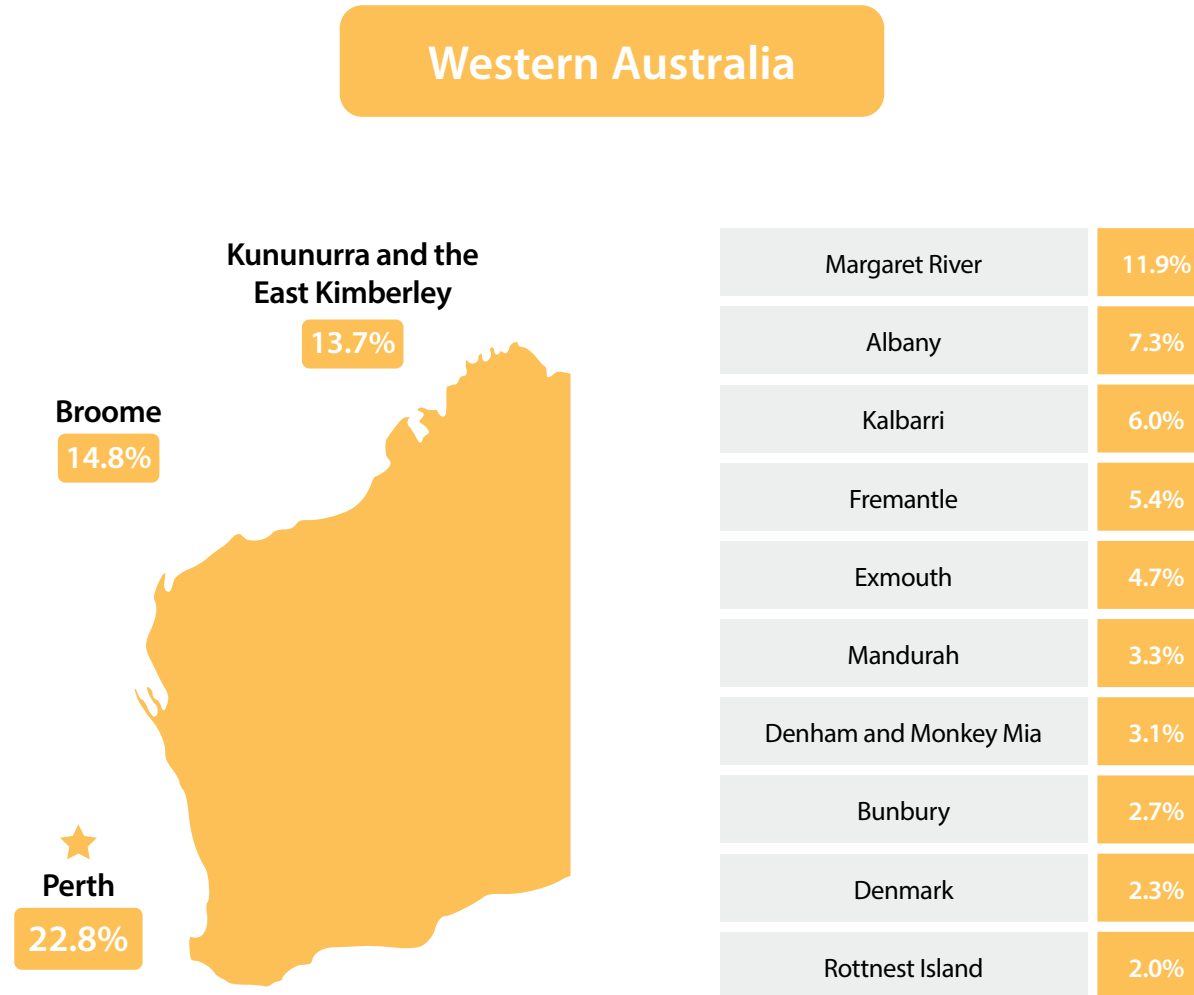 Western Australia
Kununurra and the
East Kimberley
13.7%
Broome
14.8%
Perth
22.8%
Margaret River 11.9%
Albany 7.3%
Kalbarri 6.0%
Fremantle 5.4%
Exmouth 4.7%
Mandurah 3.3%
Denham and Monkey Mia 3.1%
Bunbury 2.7%
Denmark 2.3%
Rottnest Island 2.0%